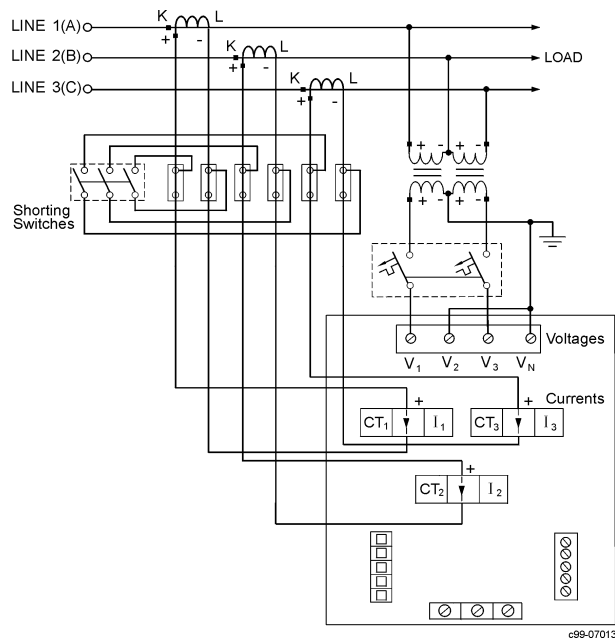 K L
LINE 1(A)
+ -
K L
LINE 2(B) LOAD
+ -
K L
LINE 3(C)
+ -
+ - + -
+ - + -
Shorting
Switches
Voltages
V1 V2 V3 VN
+ + Currents
CT1 I1 CT3 I3
+
CT2 I2
c99-07013